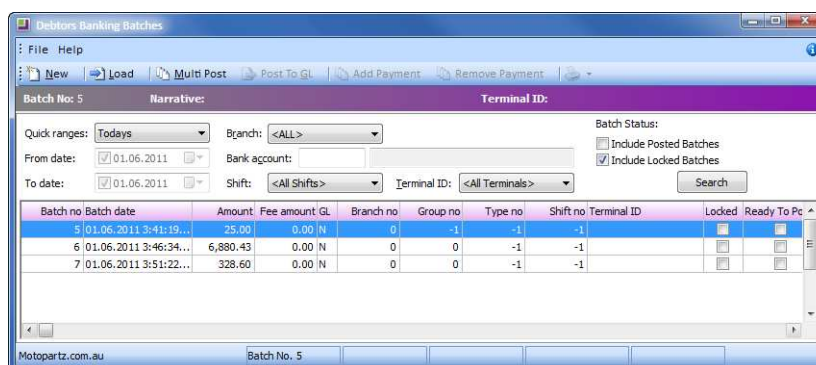 Debtors Banking Batches
File Help
New Load Multi Post Post To GL Add Payment Remove Payment
Batch No: 5 Narrative: Terminal ID:
Quick ranges: Todays Branch: <ALL> Batch Status:
Include Posted Batches
From date: 01.06.2011 Bank account: Include Locked Batches
To date: 01.06.2011 Shift: <All Shifts> Terminal ID: <All Terminals> Search
Batch no Batch date Amount Fee amount GL Branch no Group no Type no Shift no Terminal ID Locked Ready To Pc
5 01.06.2011 3:41:19... 25.00 0.00 N 0 -1 -1 -1
6 01.06.2011 3:46:34... 6,880.43 0.00 N 0 0 -1 -1
7 01.06.2011 3:51:22... 328.60 0.00 N 0 0 -1 -1
Motopartz.com.au Batch No. 5